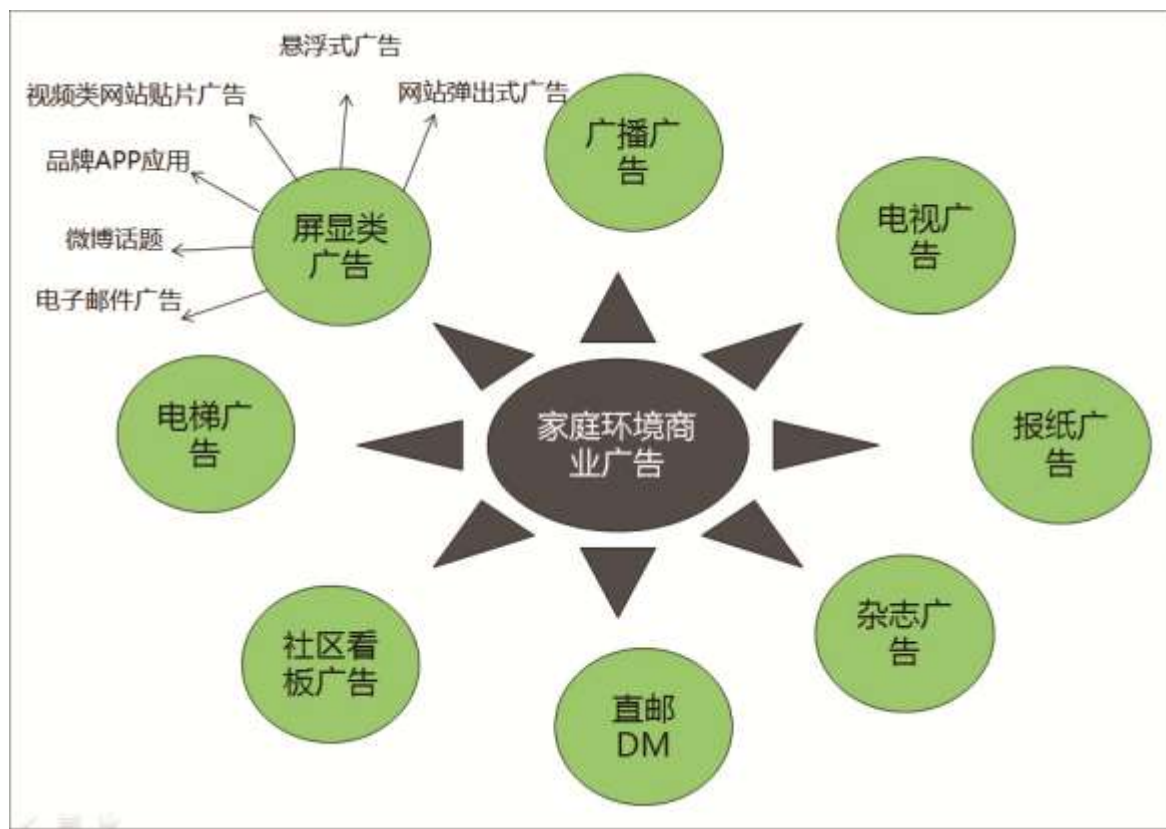 悬浮式广告
视频类网站贴片广告
网站弹出式广告
品牌APP应用
微博话题
电子邮件广告
屏显类
广告
广播广
告
电视广
告
电梯广
告
家庭环境商
业广告
报纸广
告
社区看
板广告
杂志广
告
直邮
DM